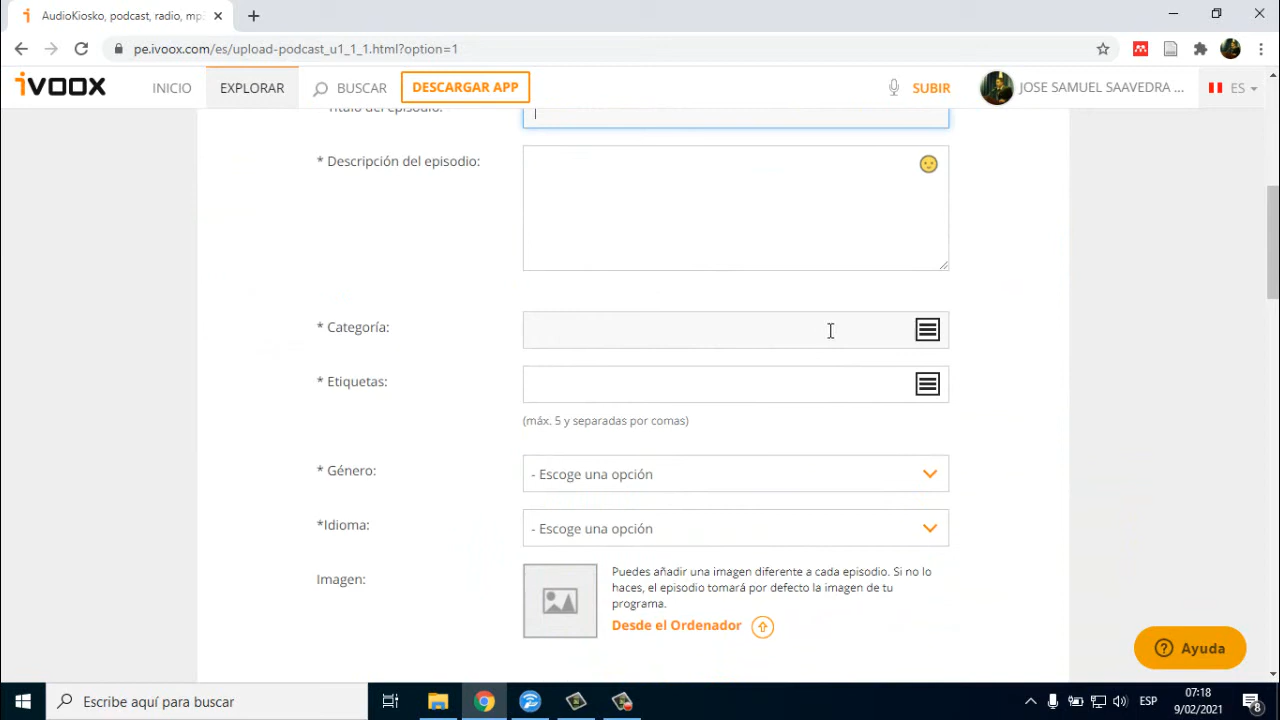 AudioKiosko, podcast, radio, mp
pe.ivoox.com/es/upload-podcast_u1_1_1.html?option=1
ivoox INICIO EXPLORAR BUSCAR DESCARGAR APP SUBIR JOSE SAMUEL SAAVEDRA ... ES
* Título del episodio:
* Descripción del episodio:
* Categoría:
* Etiquetas:
(máx. 5 y separadas por comas)
* Género: - Escoge una opción
*Idioma: - Escoge una opción
Imagen: Puedes añadir una imagen diferente a cada episodio. Si no lo
haces, el episodio tomará por defecto la imagen de tu
programa.
Desde el Ordenador
Ayuda
Escribe aquí para buscar ESP 07:18
9/02/2021 8